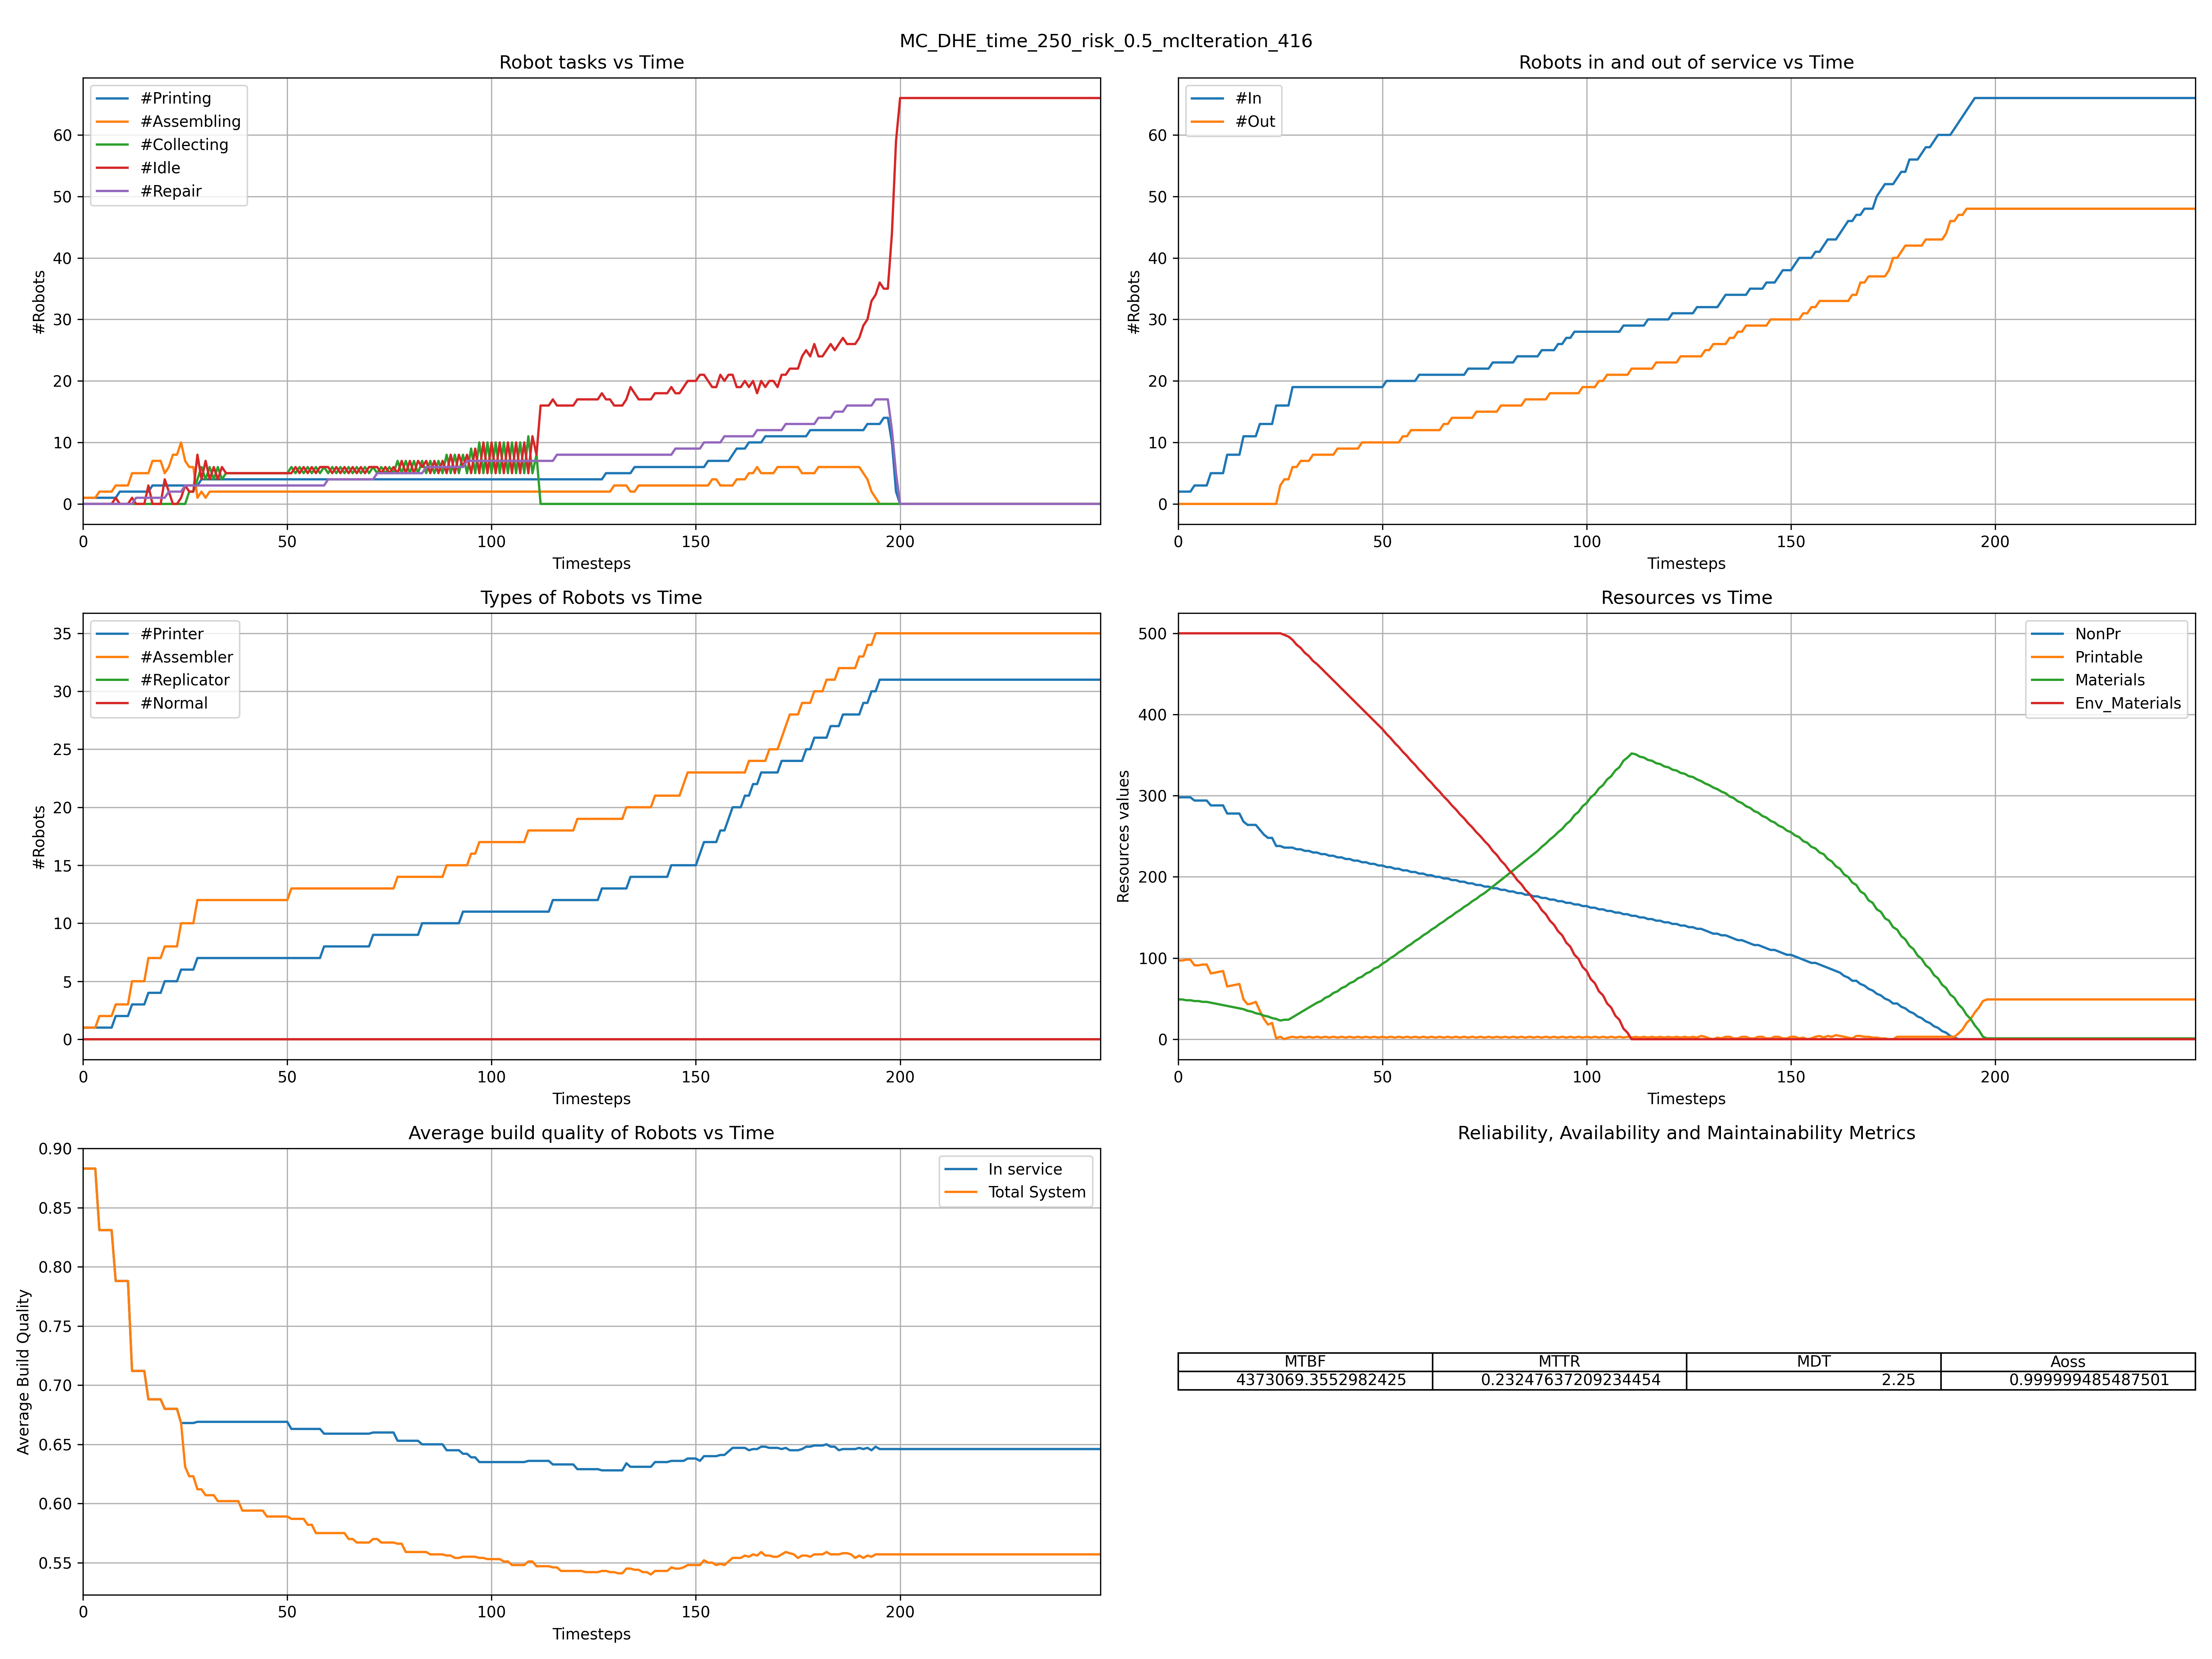 MC_DHE_time_250_risk_0.5_mcIteration_416
Robot tasks vs Time
#Printing
#Assembling
#Collecting
#Idle
#Repair
#Robots
60
50
40
30
20
10
0
0 50 100 150 200
Timesteps
Robots in and out of service vs Time
#In
#Out
#Robots
60
50
40
30
20
10
0
0 50 100 150 200
Timesteps
Types of Robots vs Time
#Printer
#Assembler
#Replicator
#Normal
#Robots
35
30
25
20
15
10
5
0
0 50 100 150 200
Timesteps
Resources vs Time
NonPr
Printable
Materials
Env_Materials
Resources values
500
400
300
200
100
0
0 50 100 150 200
Timesteps
Average build quality of Robots vs Time
In service
Total System
Average Build Quality
0.90
0.85
0.80
0.75
0.70
0.65
0.60
0.55
0 50 100 150 200
Timesteps
Reliability, Availability and Maintainability Metrics
MTBF MTTR MDT Aoss
4373069.3552982425 0.23247637209234454 2.25 0.999999485487501